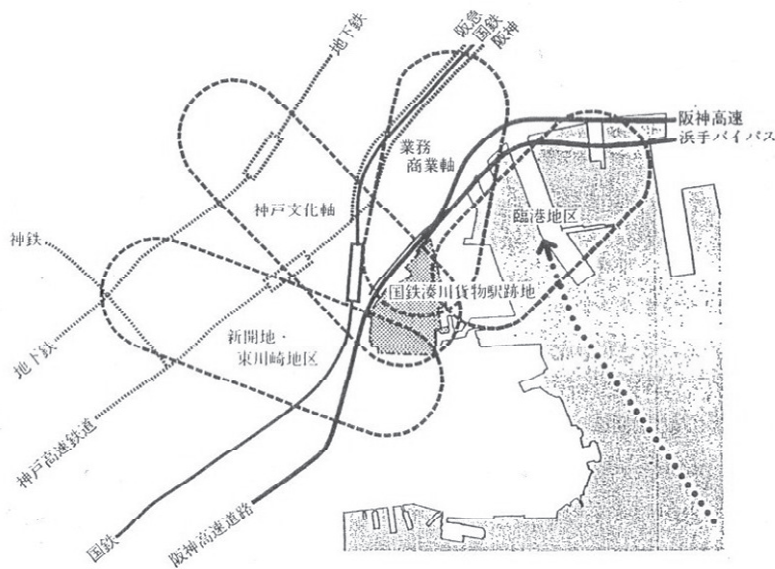 地下鉄
阪急
国鉄
阪神
阪神高速
浜手バイパス
業務
商業軸
神戸文化軸
臨港地区
神鉄
国鉄湊川貨物駅跡地
新開地・
東川崎地区
地下鉄
神戸高速鉄道
国鉄
阪神高速道路